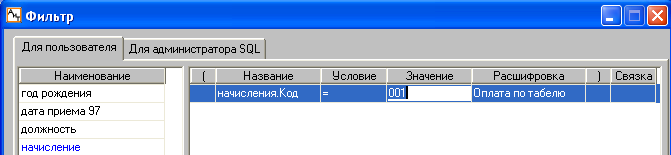 Фильтр
Для пользователя Для администратора SQL
Наименование
год рождения
дата приема 97
должность
начисление
( Название Условие Значение Расшифровка ) Связка
начисления.Код = 001 Оплата по табелю